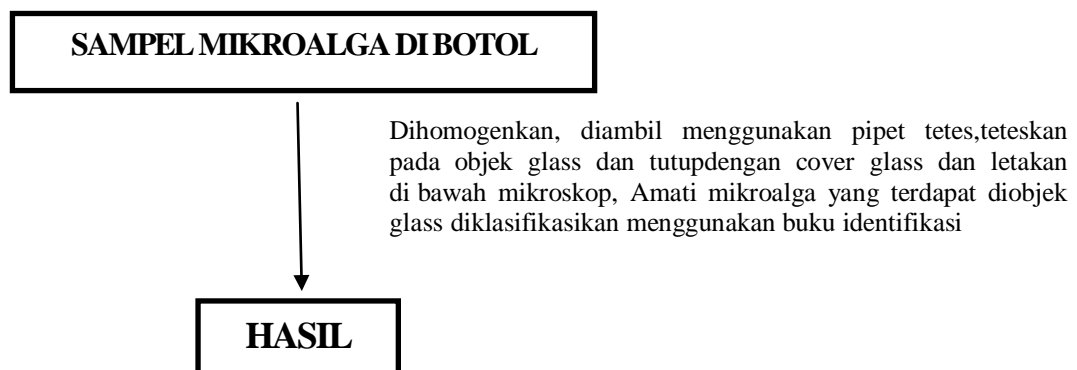 SAMPEL MIKROALGA DI BOTOL
Dihomogenkan, diambil menggunakan pipet tetes,teteskan
pada objek glass dan tutupdengan cover glass dan letakan
di bawah mikroskop, Amati mikroalga yang terdapat diobjek
glass diklasifikasikan menggunakan buku identifikasi
HASIL